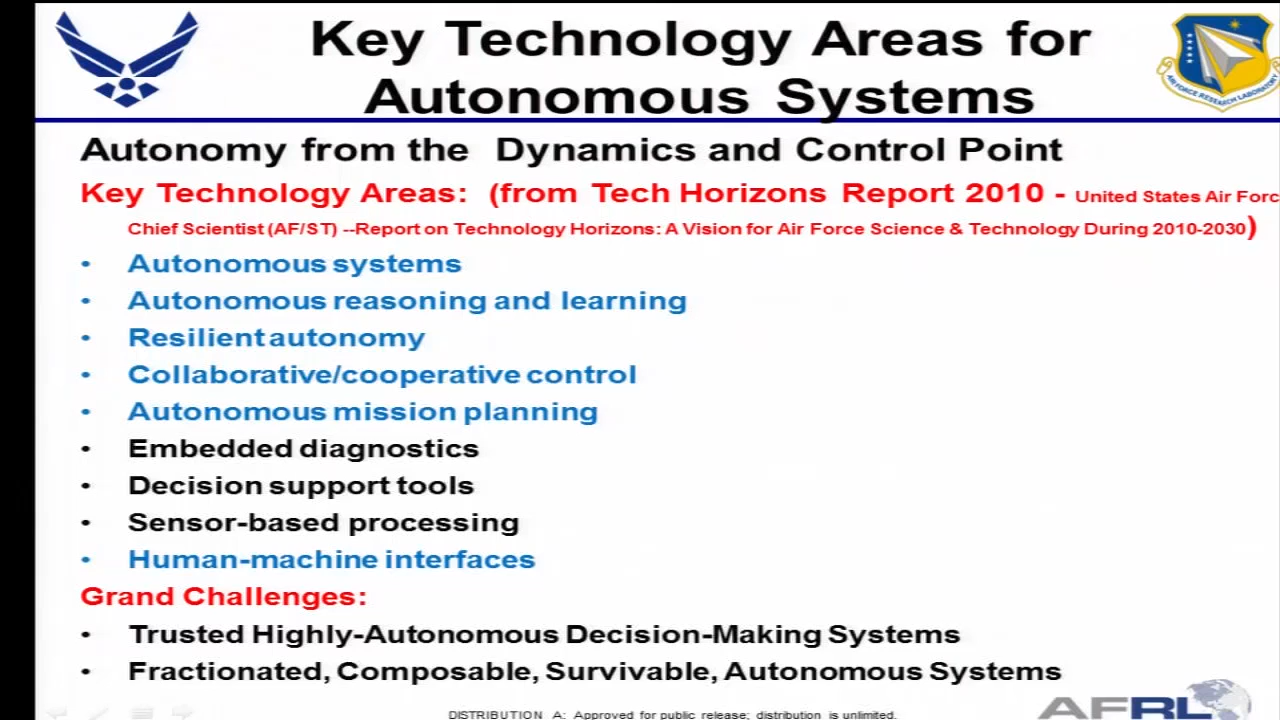 Key Technology Areas for
Autonomous Systems
AIR FORCE RESEARCH LABORATORY
Autonomy from the Dynamics and Control Point
Key Technology Areas: (from Tech Horizons Report 2010 - United States Air Forc
Chief Scientist (AF/ST) --Report on Technology Horizons: A Vision for Air Force Science & Technology During 2010-2030)
• Autonomous systems
• Autonomous reasoning and learning
• Resilient autonomy
• Collaborative/cooperative control
• Autonomous mission planning
• Embedded diagnostics
• Decision support tools
• Sensor-based processing
• Human-machine interfaces
Grand Challenges:
• Trusted Highly-Autonomous Decision-Making Systems
• Fractionated, Composable, Survivable, Autonomous Systems
DISTRIBUTION A: Approved for public release; distribution is unlimited.
AFRL